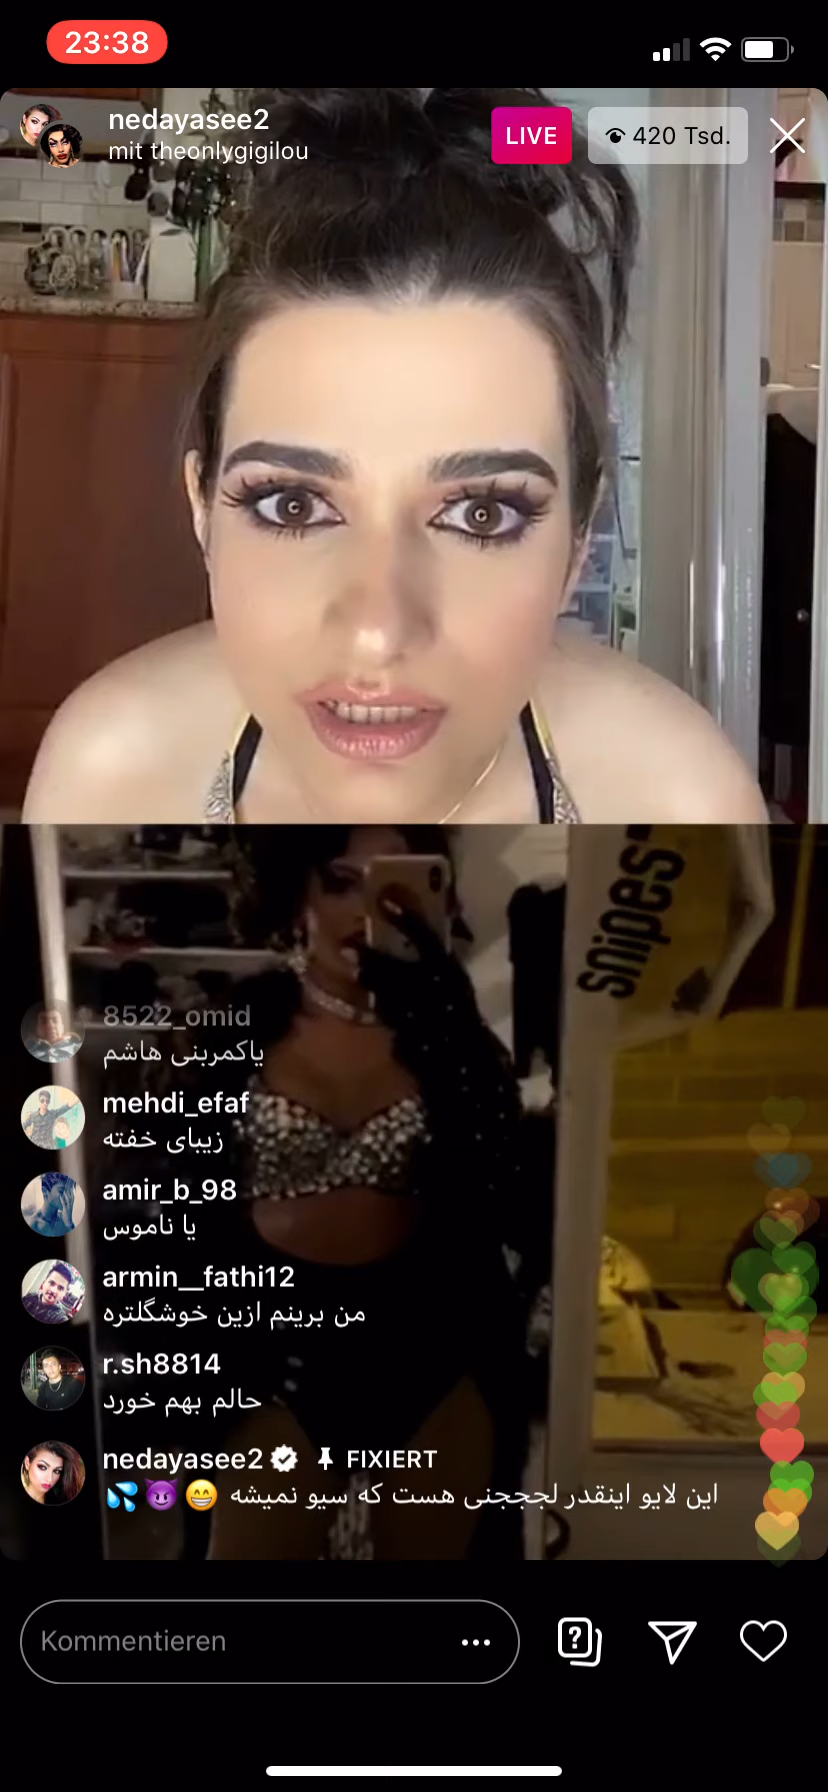 23:38
nedayasee2
mit theonlygigilou
LIVE
420 Tsd.
snipes
8522_omid
یاکمربنی هاشم
mehdi_efaf
زیبای خفته
amir_b_98
یا ناموس
armin__fathi12
من برینم ازین خوشگلتره
r.sh8814
حالم بهم خورد
nedayasee2 FIXIERT
این لایو اینقدر لجججنی هست که سیو نمیشه 😁😈💦
Kommentieren